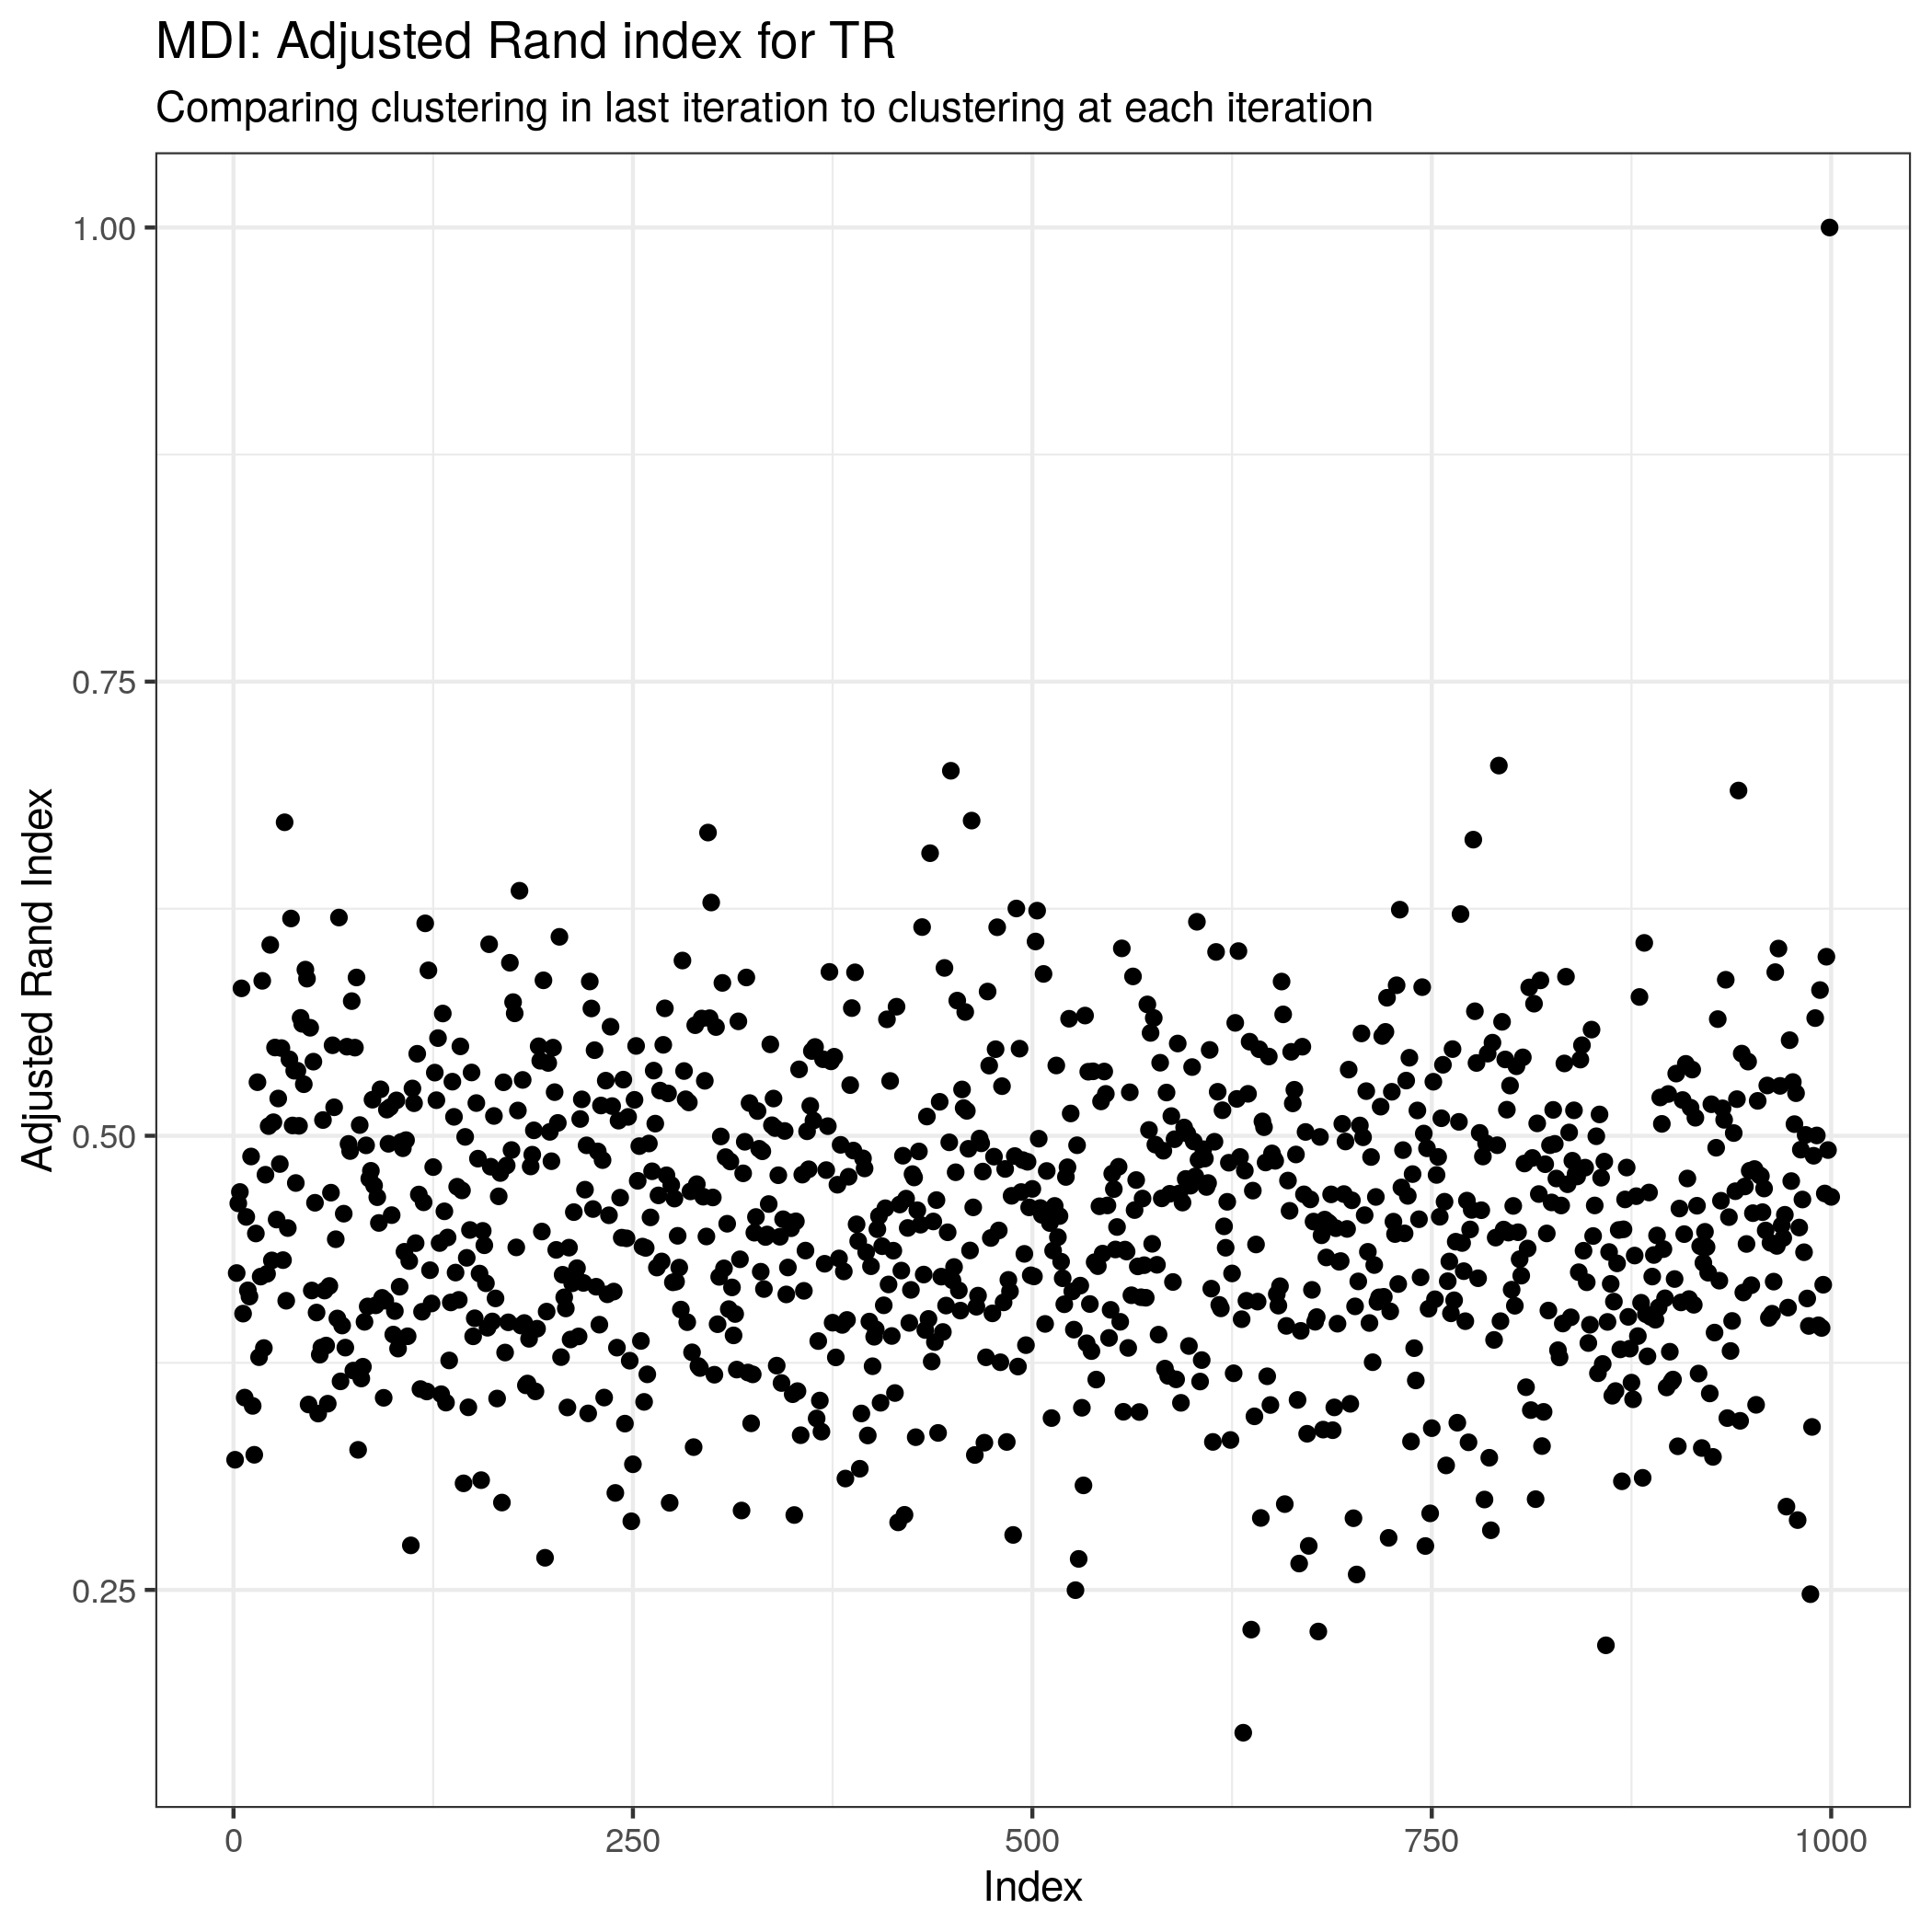 MDI: Adjusted Rand index for TR
Comparing clustering in last iteration to clustering at each iteration
Adjusted Rand Index
1.00
0.75
0.50
0.25
0 250 500 750 1000
Index